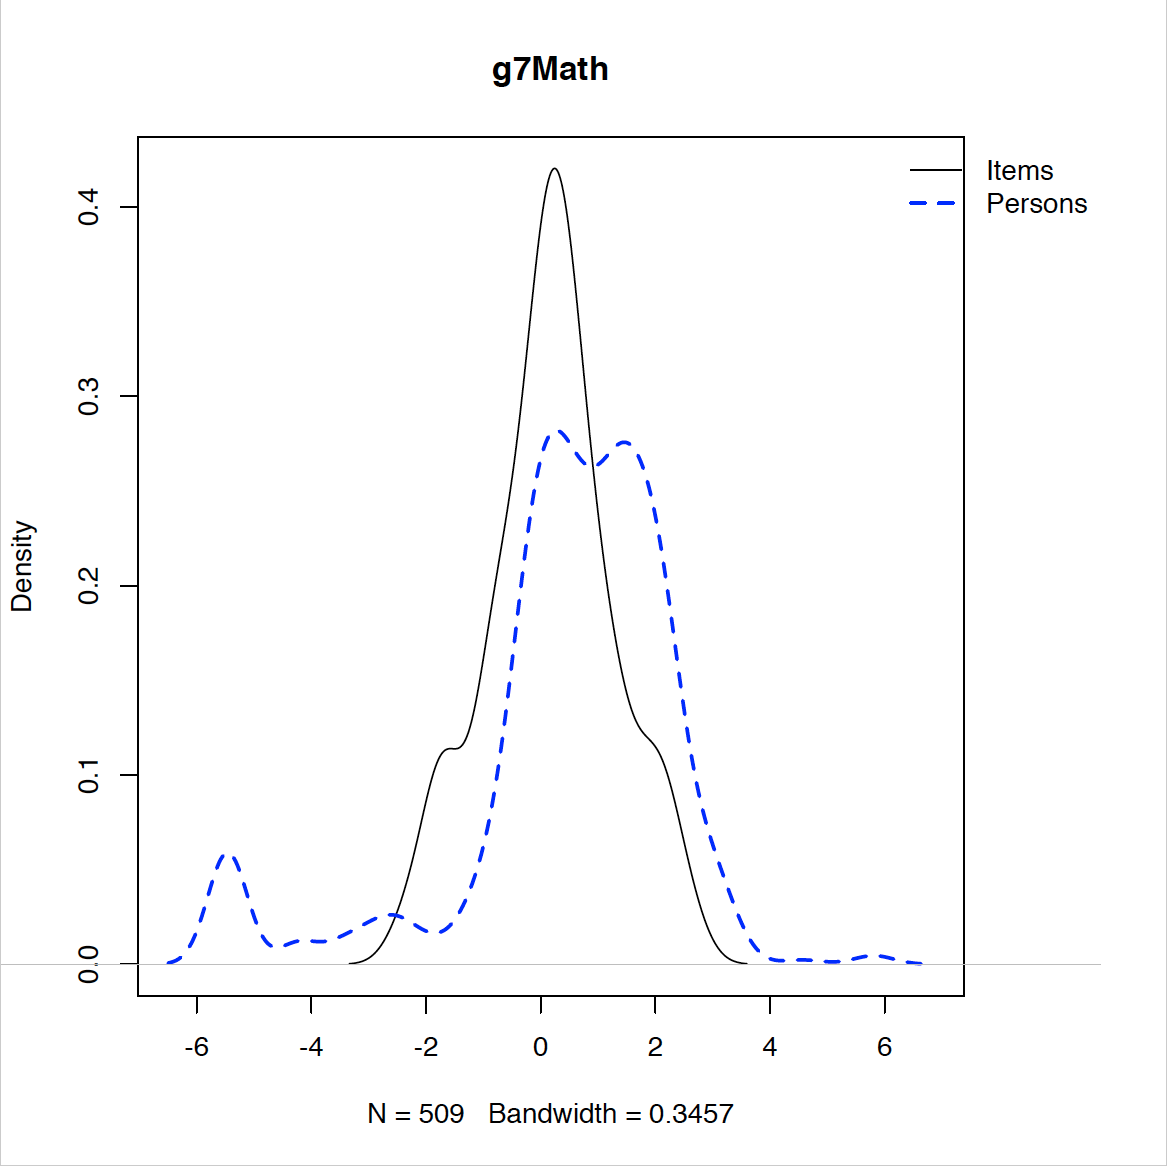 g7Math
Items
Persons
Density
0.4
0.3
0.2
0.1
0.0
-6 -4 -2 0 2 4 6
N = 509 Bandwidth = 0.3457